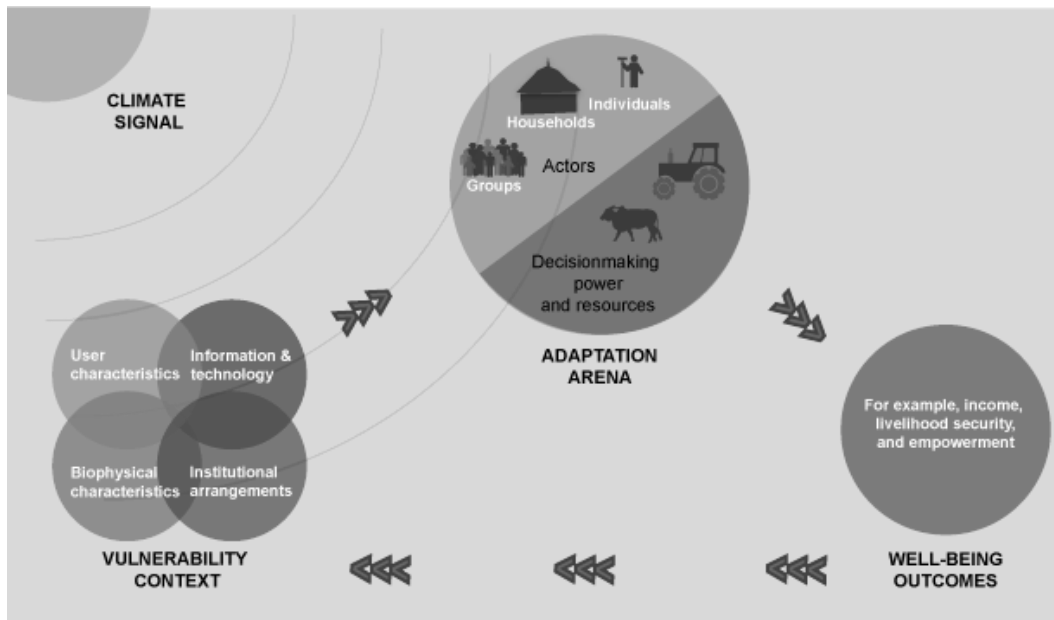 CLIMATE
SIGNAL
Individuals
Households
Groups
Actors
Decisionmaking
power
and resources
ADAPTATION
ARENA
User
characteristics
Information &
technology
Biophysical
characteristics
Institutional
arrangements
VULNERABILITY
CONTEXT
For example, income,
livelihood security,
and empowerment
WELL-BEING
OUTCOMES